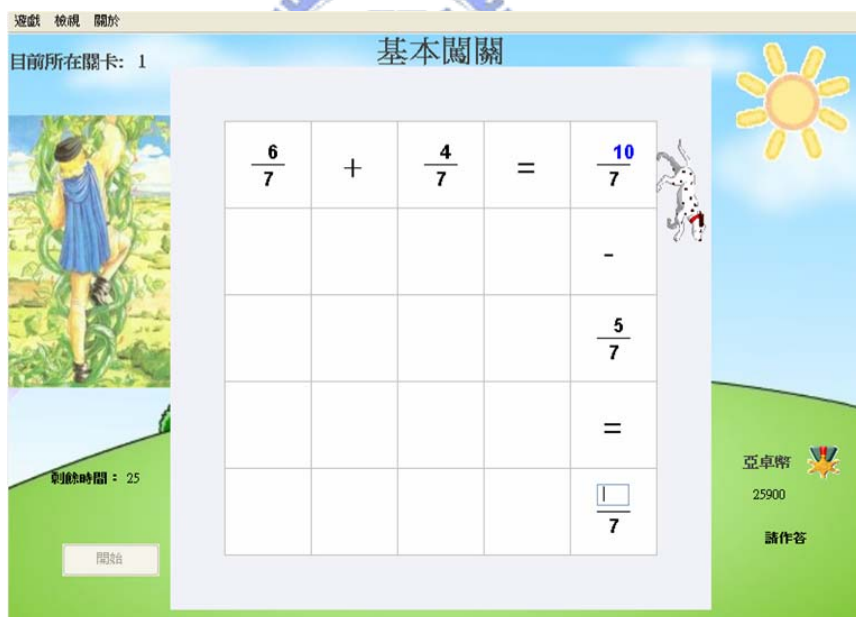 遊戲 檢視 關於
目前所在關卡: 1
基本闖關
6/7 + 4/7 = 10/7
-
5/7
=
/7
剩餘時間: 25
開始
亞卓幣
25900
請作答